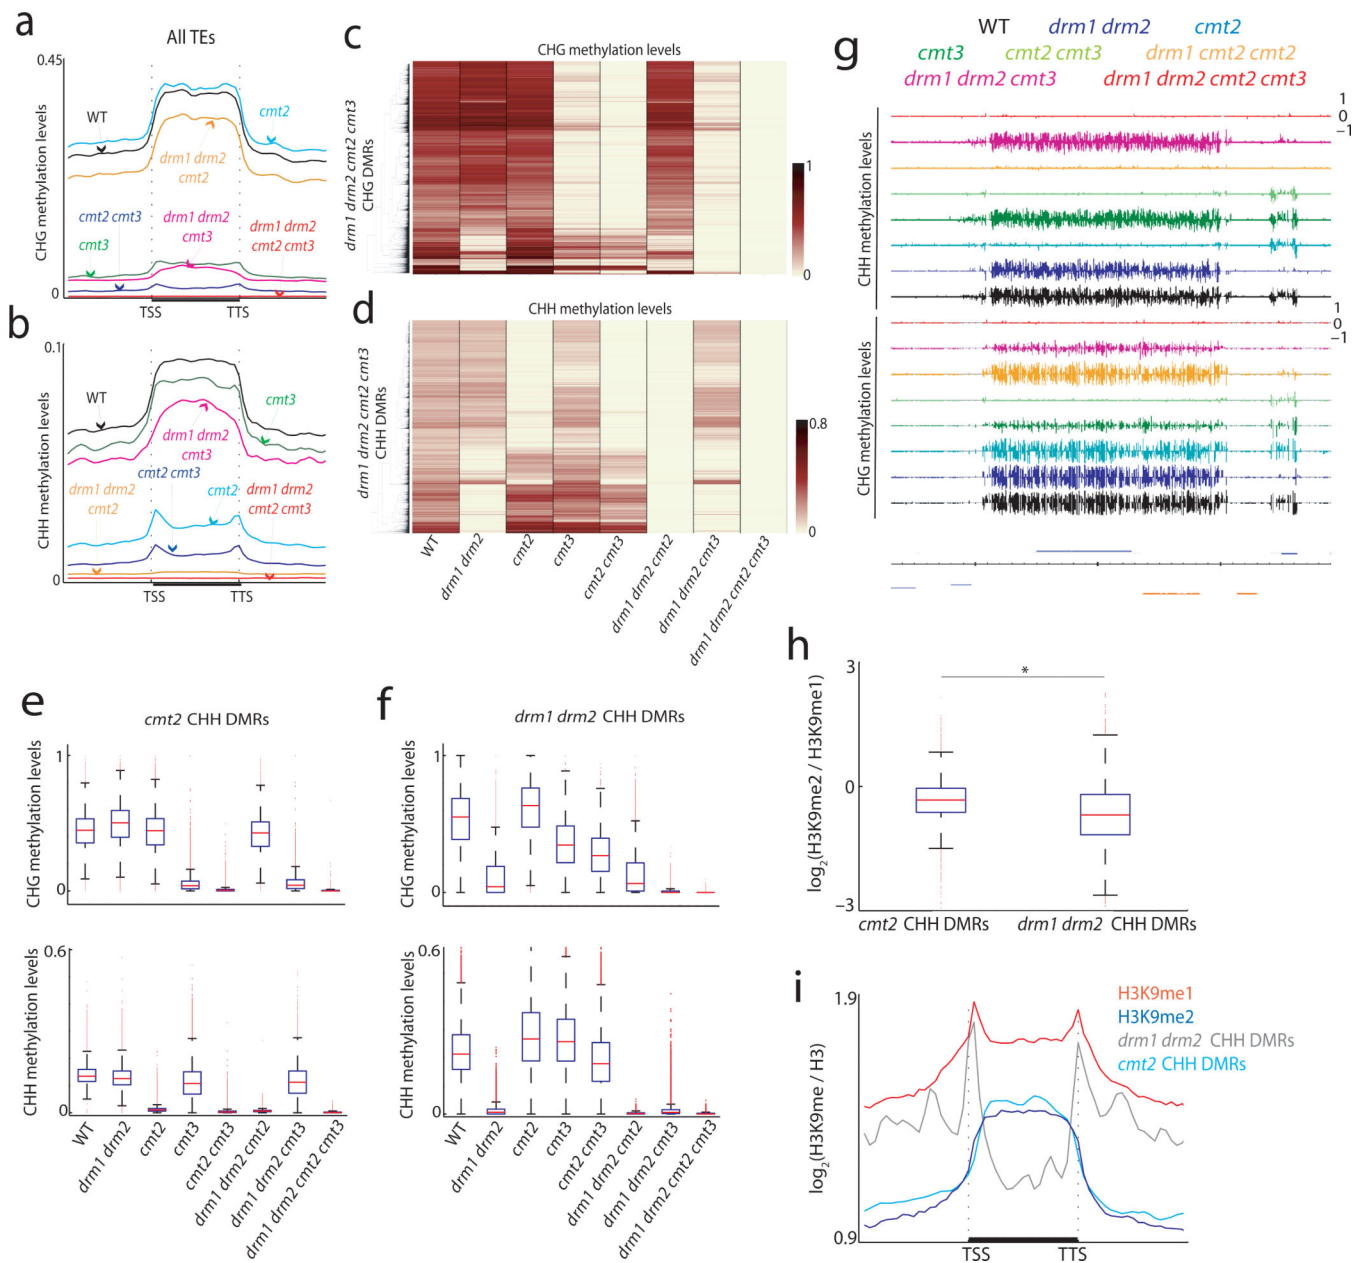 a
All TEs
0.45
CHG methylation levels
WT
cmt2
drm1 drm2
cmt2
cmt2 cmt3
drm1 drm2
cmt3
drm1 drm2
cmt2 cmt3
cmt3
0
TSS
TTS
b
0.1
CHH methylation levels
WT
cmt3
drm1 drm2
cmt3
cmt2 cmt3
drm1 drm2
cmt2
cmt2
drm1 drm2
cmt2 cmt3
0
TSS
TTS
c
CHG methylation levels
drm1 drm2 cmt2 cmt3
CHG DMRs
1
0
d
CHH methylation levels
drm1 drm2 cmt2 cmt3
CHH DMRs
0.8
0
WT
drm1 drm2
cmt2
cmt3
cmt2 cmt3
drm1 drm2 cmt2
drm1 drm2 cmt3
drm1 drm2 cmt2 cmt3
e
cmt2 CHH DMRs
CHG methylation levels
1
0
CHH methylation levels
0.6
0
WT
drm1 drm2
cmt2
cmt3
cmt2 cmt3
drm1 drm2 cmt2
drm1 drm2 cmt3
drm1 drm2 cmt2 cmt3
f
drm1 drm2 CHH DMRs
CHG methylation levels
1
0
CHH methylation levels
0.6
0
WT
drm1 drm2
cmt2
cmt3
cmt2 cmt3
drm1 drm2 cmt2
drm1 drm2 cmt3
drm1 drm2 cmt2 cmt3
g
WT drm1 drm2 cmt2
cmt3 cmt2 cmt3 drm1 cmt2 cmt2
drm1 drm2 cmt3 drm1 drm2 cmt2 cmt3
CHH methylation levels
1
0
−1
CHG methylation levels
1
0
−1
h
log2(H3K9me2 / H3K9me1)
3
0
−3
*
cmt2 CHH DMRs
drm1 drm2 CHH DMRs
i
log2(H3K9me / H3)
1.9
0.9
H3K9me1
H3K9me2
drm1 drm2 CHH DMRs
cmt2 CHH DMRs
TSS
TTS